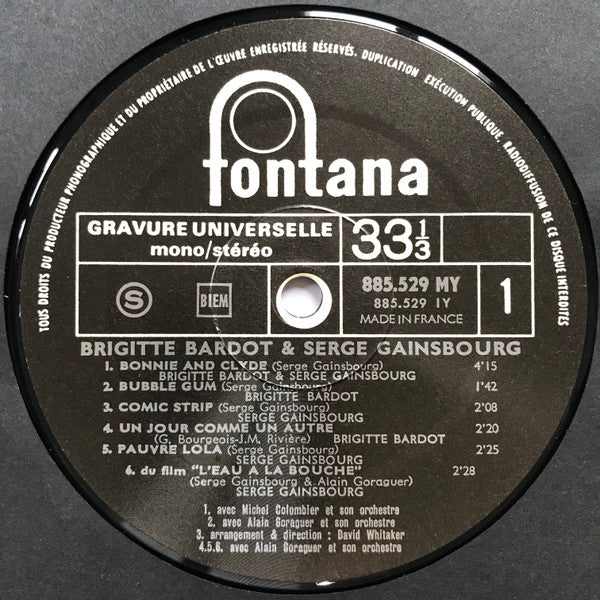 TOUS DROITS DU PRODUCTEUR PHONOGRAPHIQUE ET DU PROPRIÉTAIRE DE L'ŒUVRE ENREGISTRÉE RÉSERVÉS. DUPLICATION EXÉCUTION PUBLIQUE, RADIODIFFUSION DE CE DISQUE INTERDITES
fontana
GRAVURE UNIVERSELLE
mono/stéréo
33 1/3
S
BIEM
885.529 MY
885.529 1Y
MADE IN FRANCE
1
BRIGITTE BARDOT & SERGE GAINSBOURG
1. BONNIE AND CLYDE (Serge Gainsbourg) 4'15
BRIGITTE BARDOT & SERGE GAINSBOURG
2. BUBBLE GUM (Serge Gainsbourg) 1'42
BRIGITTE BARDOT
3. COMIC STRIP (Serge Gainsbourg) 2'08
SERGE GAINSBOURG
4. UN JOUR COMME UN AUTRE 2'20
(G. Bourgeois-J.M. Rivière) BRIGITTE BARDOT
5. PAUVRE LOLA (Serge Gainsbourg) 2'25
SERGE GAINSBOURG
6. du film "L'EAU A LA BOUCHE" 2'28
(Serge Gainsbourg & Alain Goraguer)
SERGE GAINSBOURG
1. avec Michel Colombier et son orchestre
2. avec Alain Goraguer et son orchestre
3. arrangement & direction : David Whitaker
4.5.6. avec Alain Goraguer et son orchestre